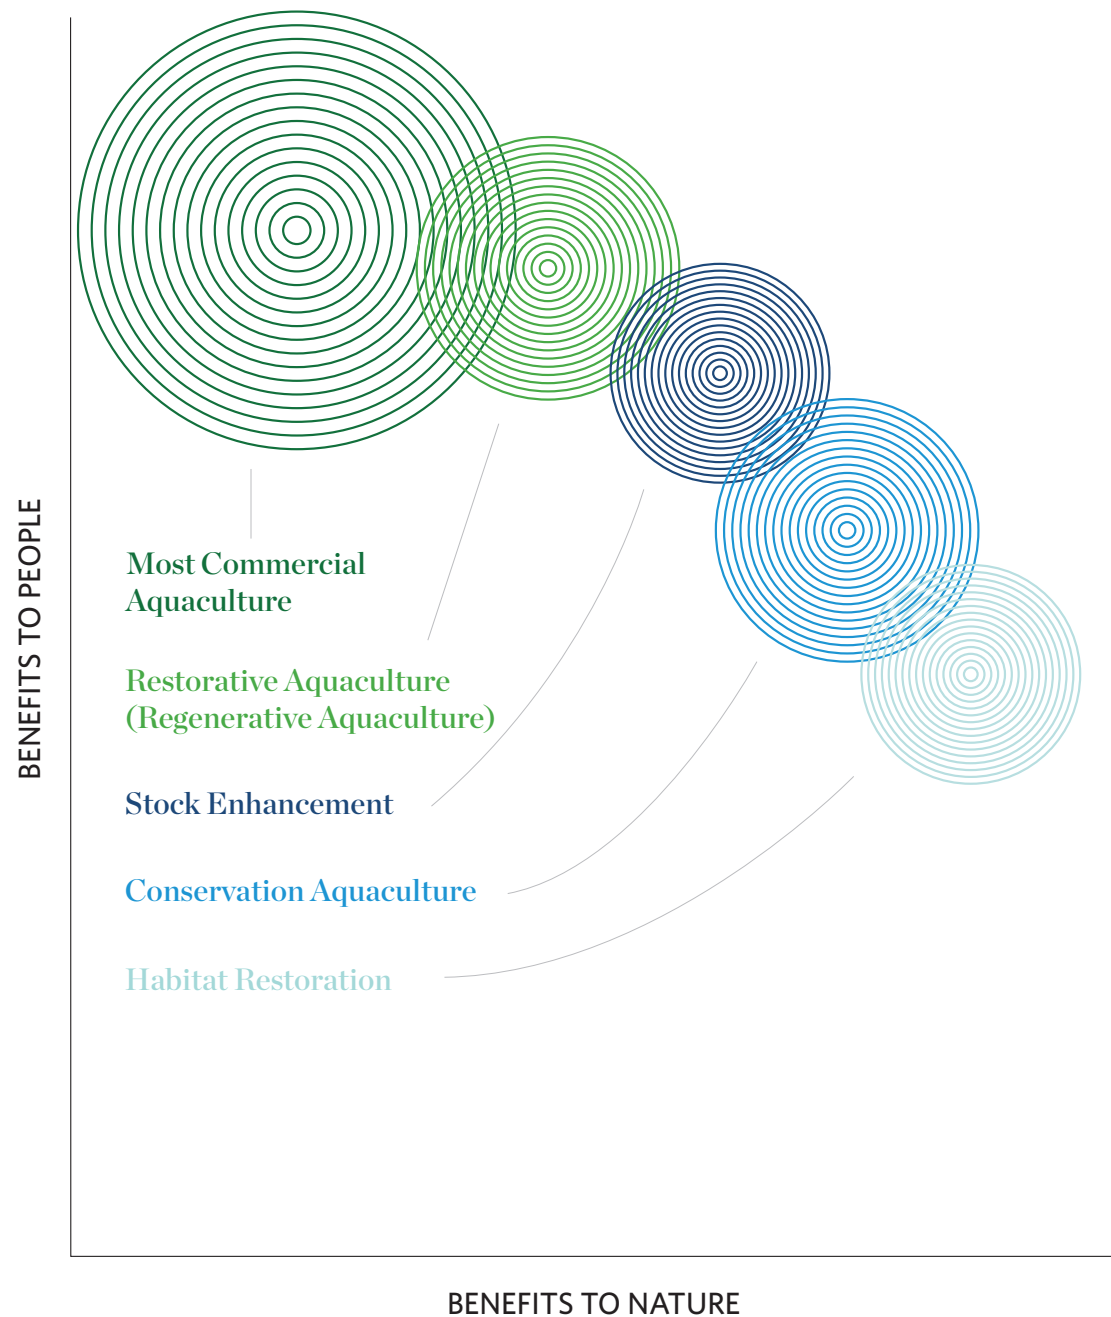 BENEFITS TO PEOPLE
Most Commercial
Aquaculture
Restorative Aquaculture
(Regenerative Aquaculture)
Stock Enhancement
Conservation Aquaculture
Habitat Restoration
BENEFITS TO NATURE